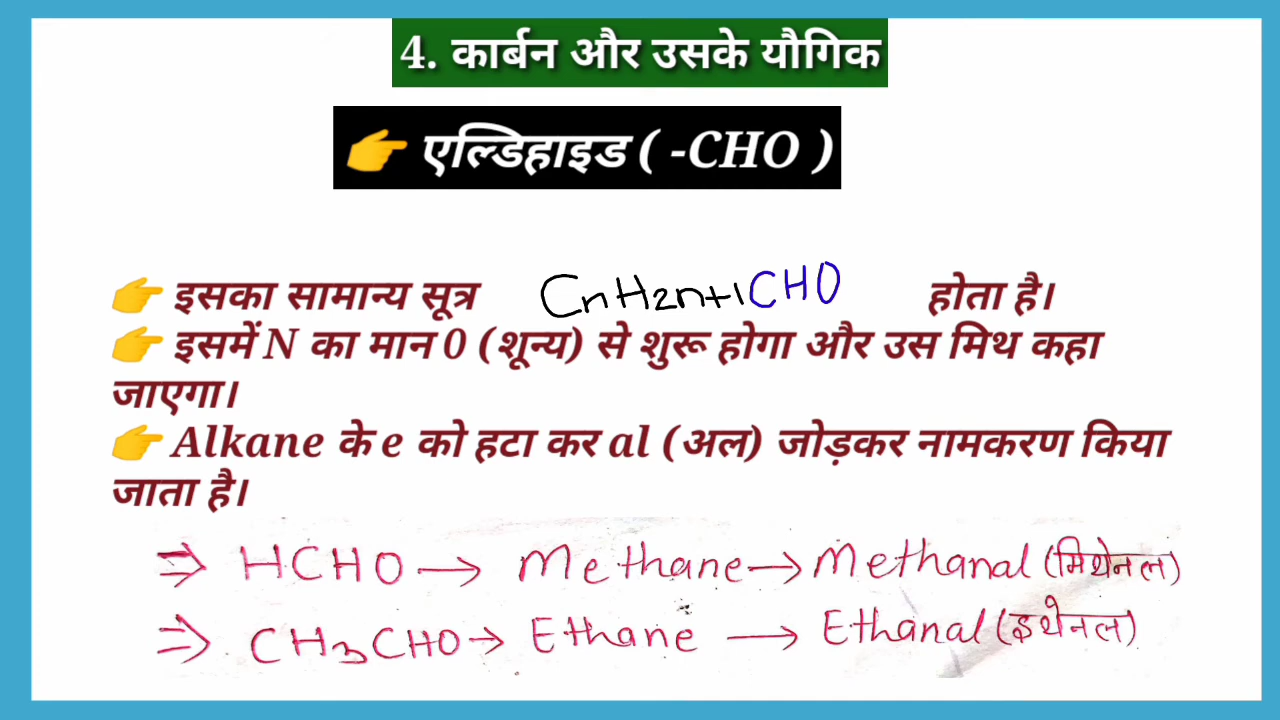 4. कार्बन और उसके यौगिक
👉 एल्डिहाइड ( -CHO )
👉 इसका सामान्य सूत्र CnH2n+1CHO होता है।
👉 इसमें N का मान 0 (शून्य) से शुरू होगा और उस मिथ कहा
जाएगा।
👉 Alkane के e को हटा कर al (अल) जोड़कर नामकरण किया
जाता है।
⇒ HCHO → Methane → Methanal (मिथेनल)
⇒ CH3CHO → Ethane → Ethanal (इथेनल)